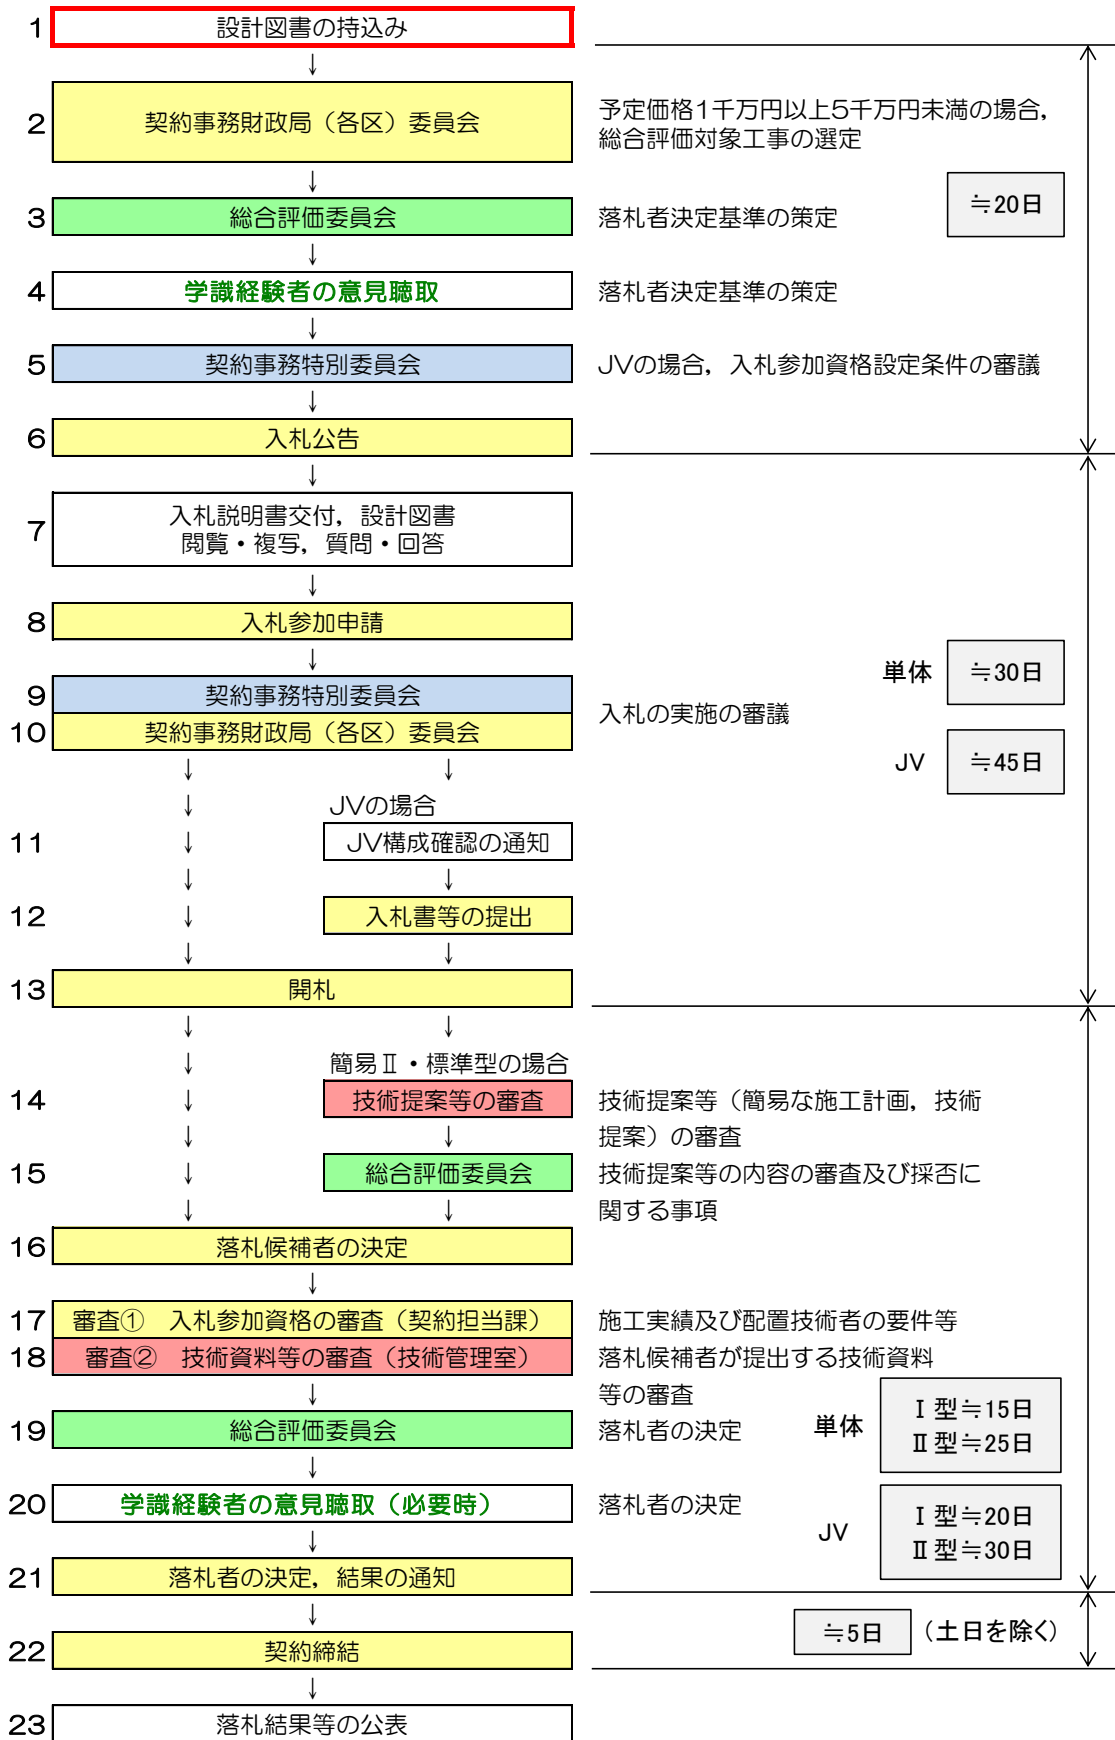 1 設計図書の持込み
↓
2 契約事務財政局（各区）委員会
予定価格1千万円以上5千万円未満の場合，
総合評価対象工事の選定
↓
3 総合評価委員会 落札者決定基準の策定 ≒20日
↓
4 学識経験者の意見聴取 落札者決定基準の策定
↓
5 契約事務特別委員会 JVの場合，入札参加資格設定条件の審議
↓
6 入札公告
↓
7 入札説明書交付，設計図書
閲覧・複写，質問・回答
↓
8 入札参加申請
↓
単体 ≒30日
9 契約事務特別委員会
入札の実施の審議
10 契約事務財政局（各区）委員会
JV ≒45日
↓ ↓
↓ JVの場合
11 ↓ JV構成確認の通知
↓ ↓
12 ↓ 入札書等の提出
↓ ↓
13 開札
↓ ↓
↓ 簡易Ⅱ・標準型の場合
14 ↓ 技術提案等の審査 技術提案等（簡易な施工計画，技術
↓ ↓ 提案）の審査
15 ↓ 総合評価委員会 技術提案等の内容の審査及び採否に
↓ ↓ 関する事項
16 落札候補者の決定
↓
17 審査① 入札参加資格の審査（契約担当課） 施工実績及び配置技術者の要件等
18 審査② 技術資料等の審査（技術管理室） 落札候補者が提出する技術資料
↓ 等の審査
19 総合評価委員会 落札者の決定 単体 Ⅰ型≒15日
Ⅱ型≒25日
↓
20 学識経験者の意見聴取（必要時） 落札者の決定
JV Ⅰ型≒20日
Ⅱ型≒30日
↓
21 落札者の決定，結果の通知
↓
≒5日 （土日を除く）
22 契約締結
↓
23 落札結果等の公表